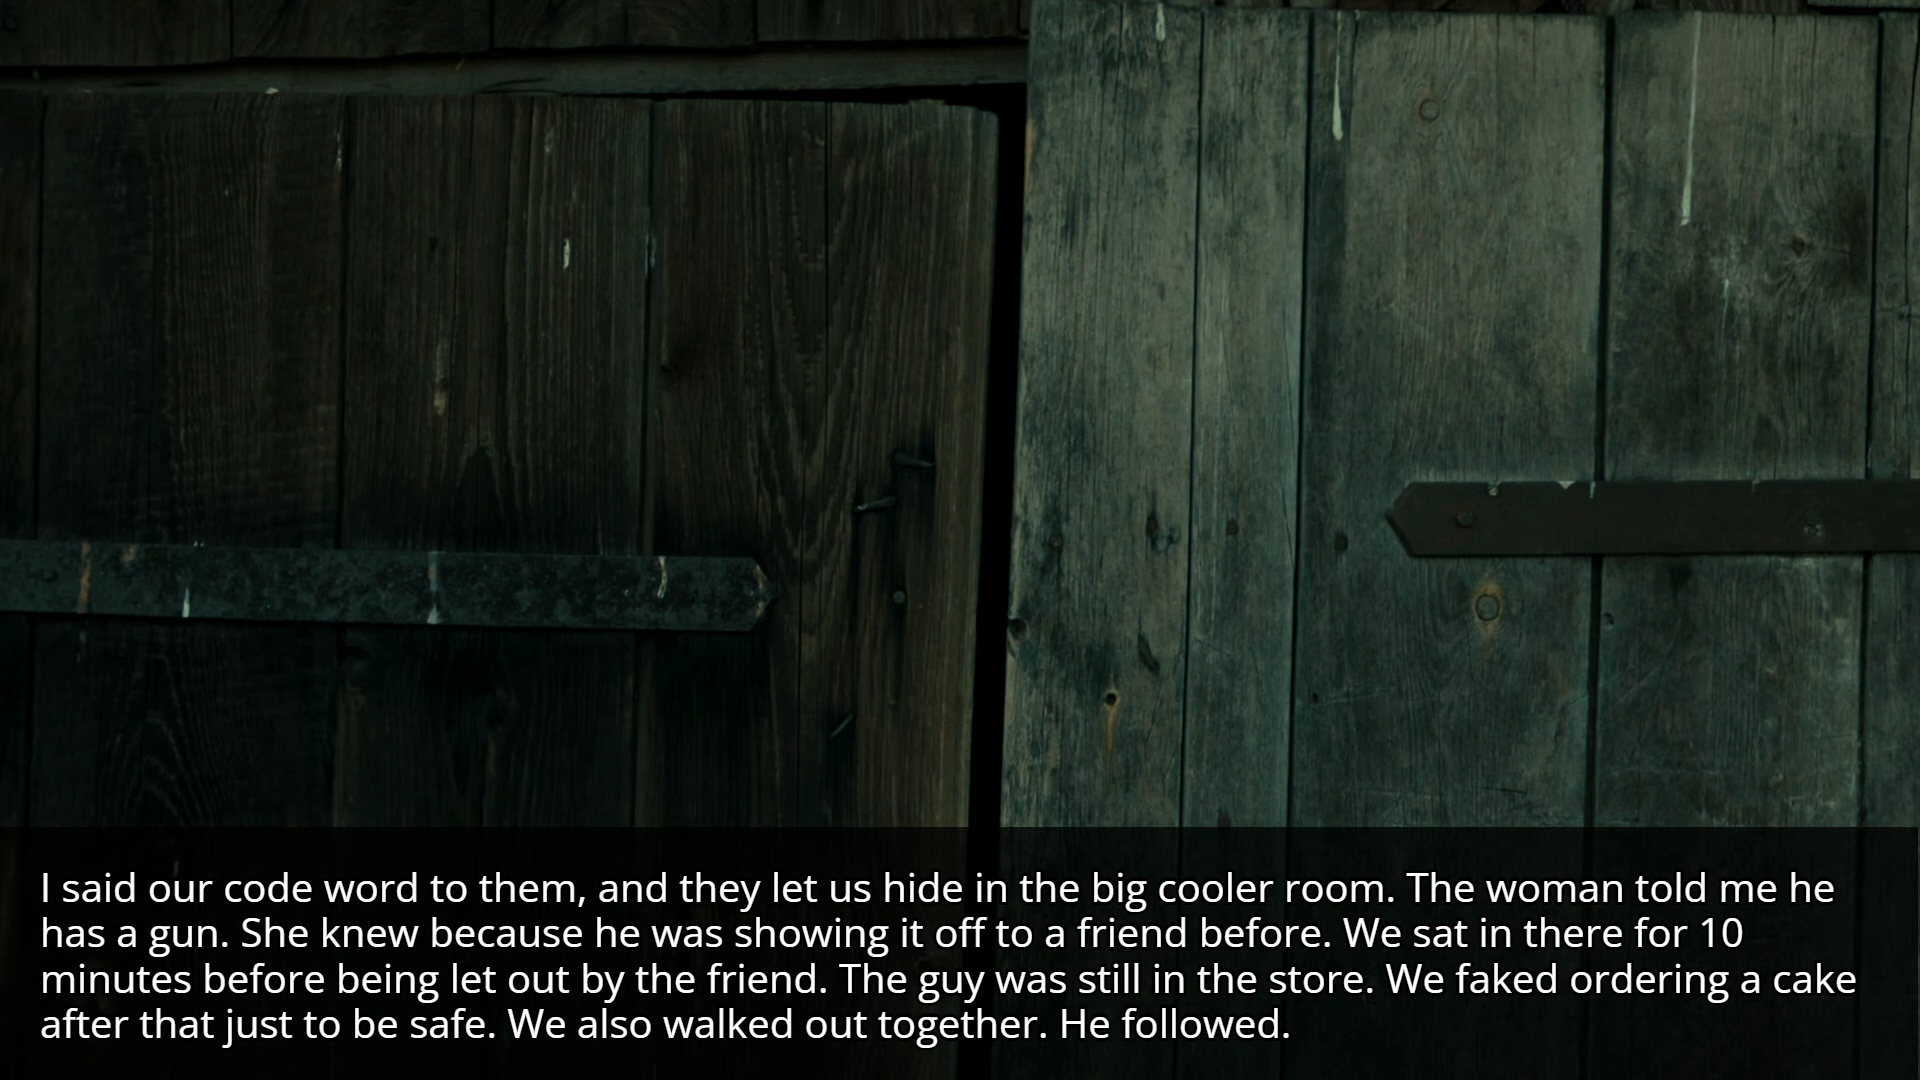 I said our code word to them, and they let us hide in the big cooler room. The woman told me he
has a gun. She knew because he was showing it off to a friend before. We sat in there for 10
minutes before being let out by the friend. The guy was still in the store. We faked ordering a cake
after that just to be safe. We also walked out together. He followed.